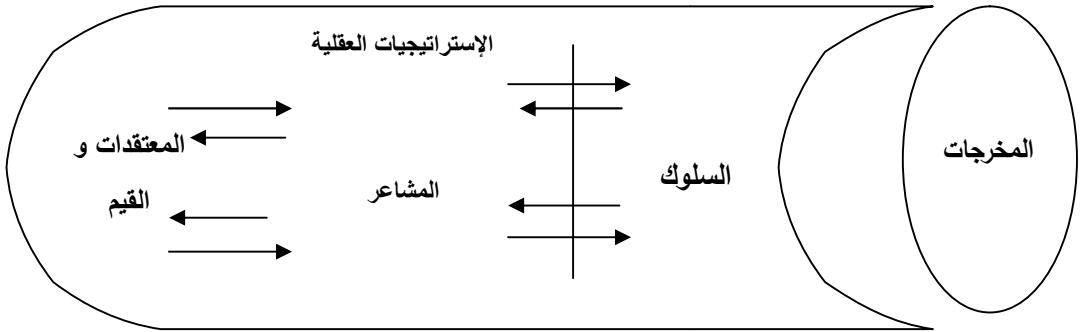 الإستراتيجيات العقلية
المعتقدات و
القيم
المشاعر
السلوك
المخرجات